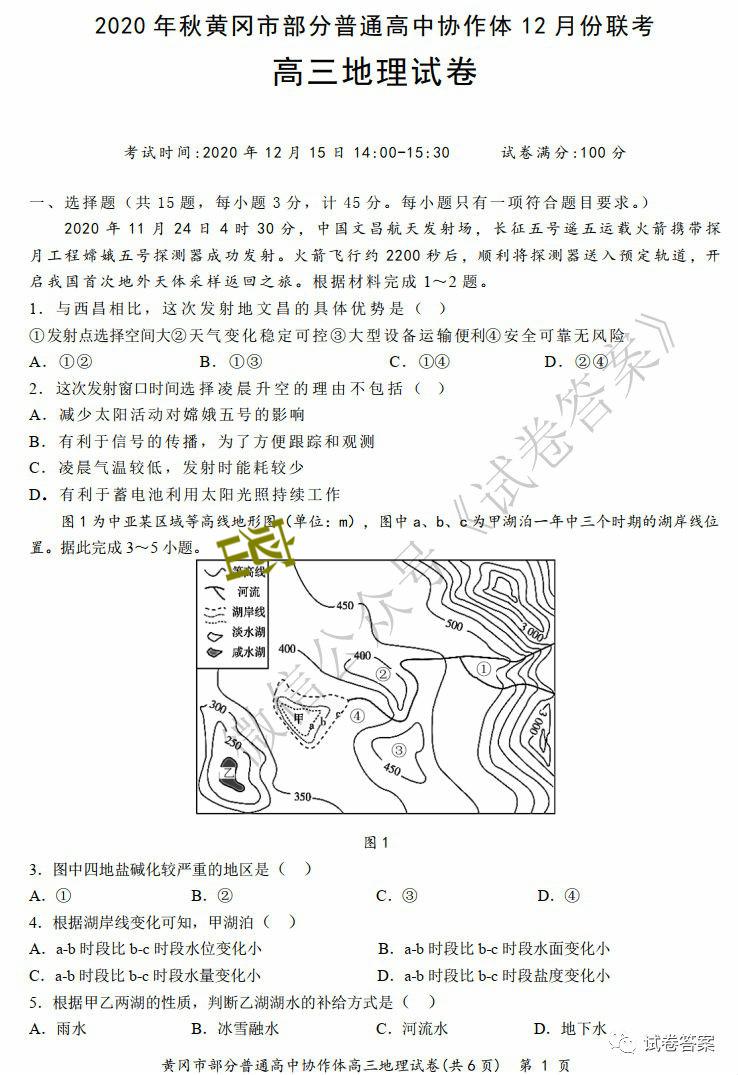 2020 年秋黄冈市部分普通高中协作体 12 月份联考
高三地理试卷
考试时间:2020 年 12 月 15 日 14:00-15:30 试卷满分:100 分
一、选择题（共 15 题，每小题 3 分，计 45 分。每小题只有一项符合题目要求。）
2020 年 11 月 24 日 4 时 30 分，中国文昌航天发射场，长征五号遥五运载火箭携带探
月工程嫦娥五号探测器成功发射。火箭飞行约 2200 秒后，顺利将探测器送入预定轨道，开
启我国首次地外天体采样返回之旅。根据材料完成 1～2 题。
1．与西昌相比，这次发射地文昌的具体优势是（ ）
①发射点选择空间大②天气变化稳定可控③大型设备运输便利④安全可靠无风险
A．①② B．①③ C．①④ D．②④
2．这次发射窗口时间选择凌晨升空的理由不包括（ ）
A．减少太阳活动对嫦娥五号的影响
B．有利于信号的传播，为了方便跟踪和观测
C．凌晨气温较低，发射时能耗较少
D．有利于蓄电池利用太阳光照持续工作
图 1 为中亚某区域等高线地形图（单位：m），图中 a、b、c 为甲湖泊一年中三个时期的湖岸线位
置。据此完成 3～5 小题。
等高线
河流
湖岸线
淡水湖
咸水湖
450
500
3 000
400
400
①
②
甲
a
b
c
④
③
300
250
乙
450
350
3 000
图 1
3．图中四地盐碱化较严重的地区是（ ）
A．① B．② C．③ D．④
4．根据湖岸线变化可知，甲湖泊（ ）
A．a-b 时段比 b-c 时段水位变化小 B．a-b 时段比 b-c 时段水面变化小
C．a-b 时段比 b-c 时段水量变化小 D．a-b 时段比 b-c 时段盐度变化小
5．根据甲乙两湖的性质，判断乙湖湖水的补给方式是（ ）
A．雨水 B．冰雪融水 C．河流水 D．地下水
黄冈市部分普通高中协作体高三地理试卷(共 6 页) 第 1 页
微信公众号《试卷答案》
试卷答案